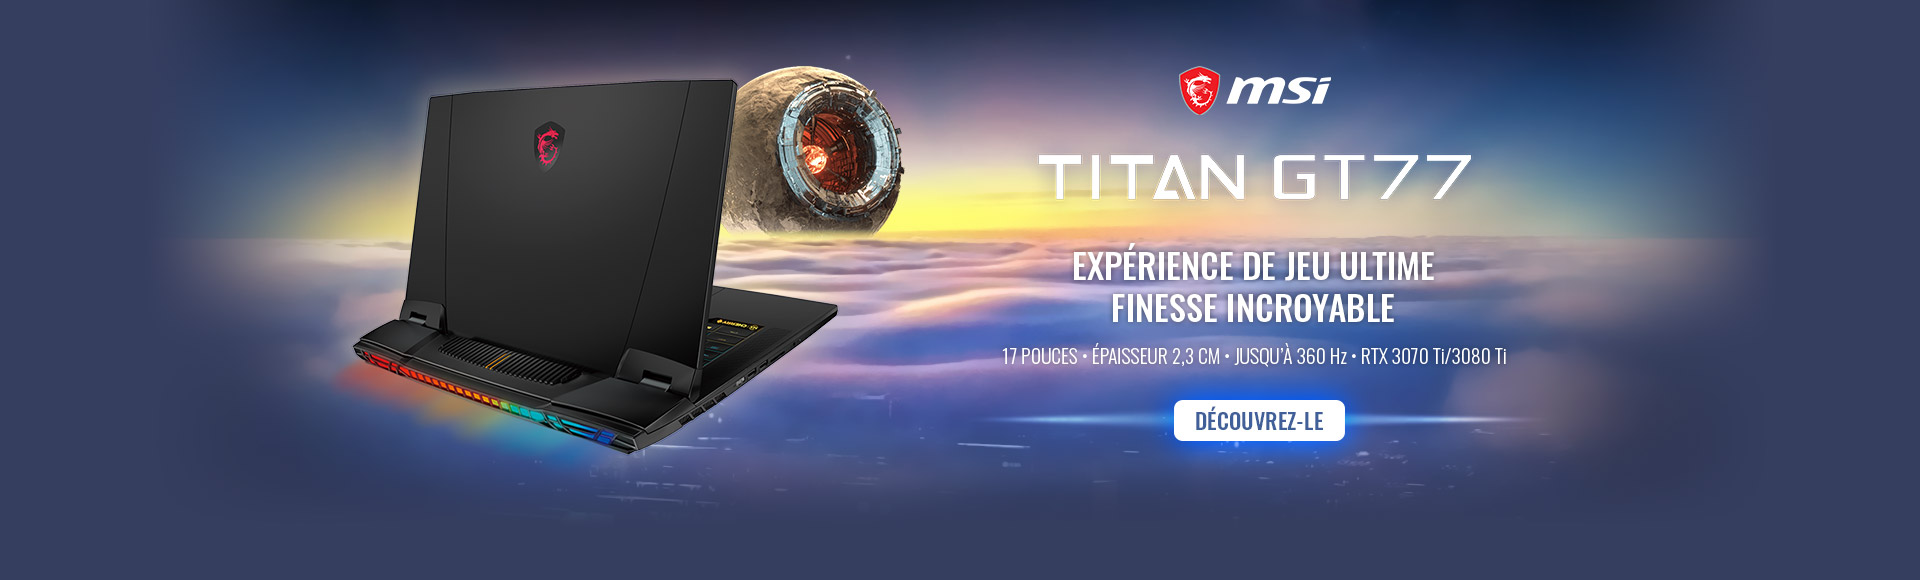 msi
TITAN GT77
EXPÉRIENCE DE JEU ULTIME
FINESSE INCROYABLE
17 POUCES • ÉPAISSEUR 2,3 CM • JUSQU'À 360 Hz • RTX 3070 Ti/3080 Ti
DÉCOUVREZ-LE
CHERRY